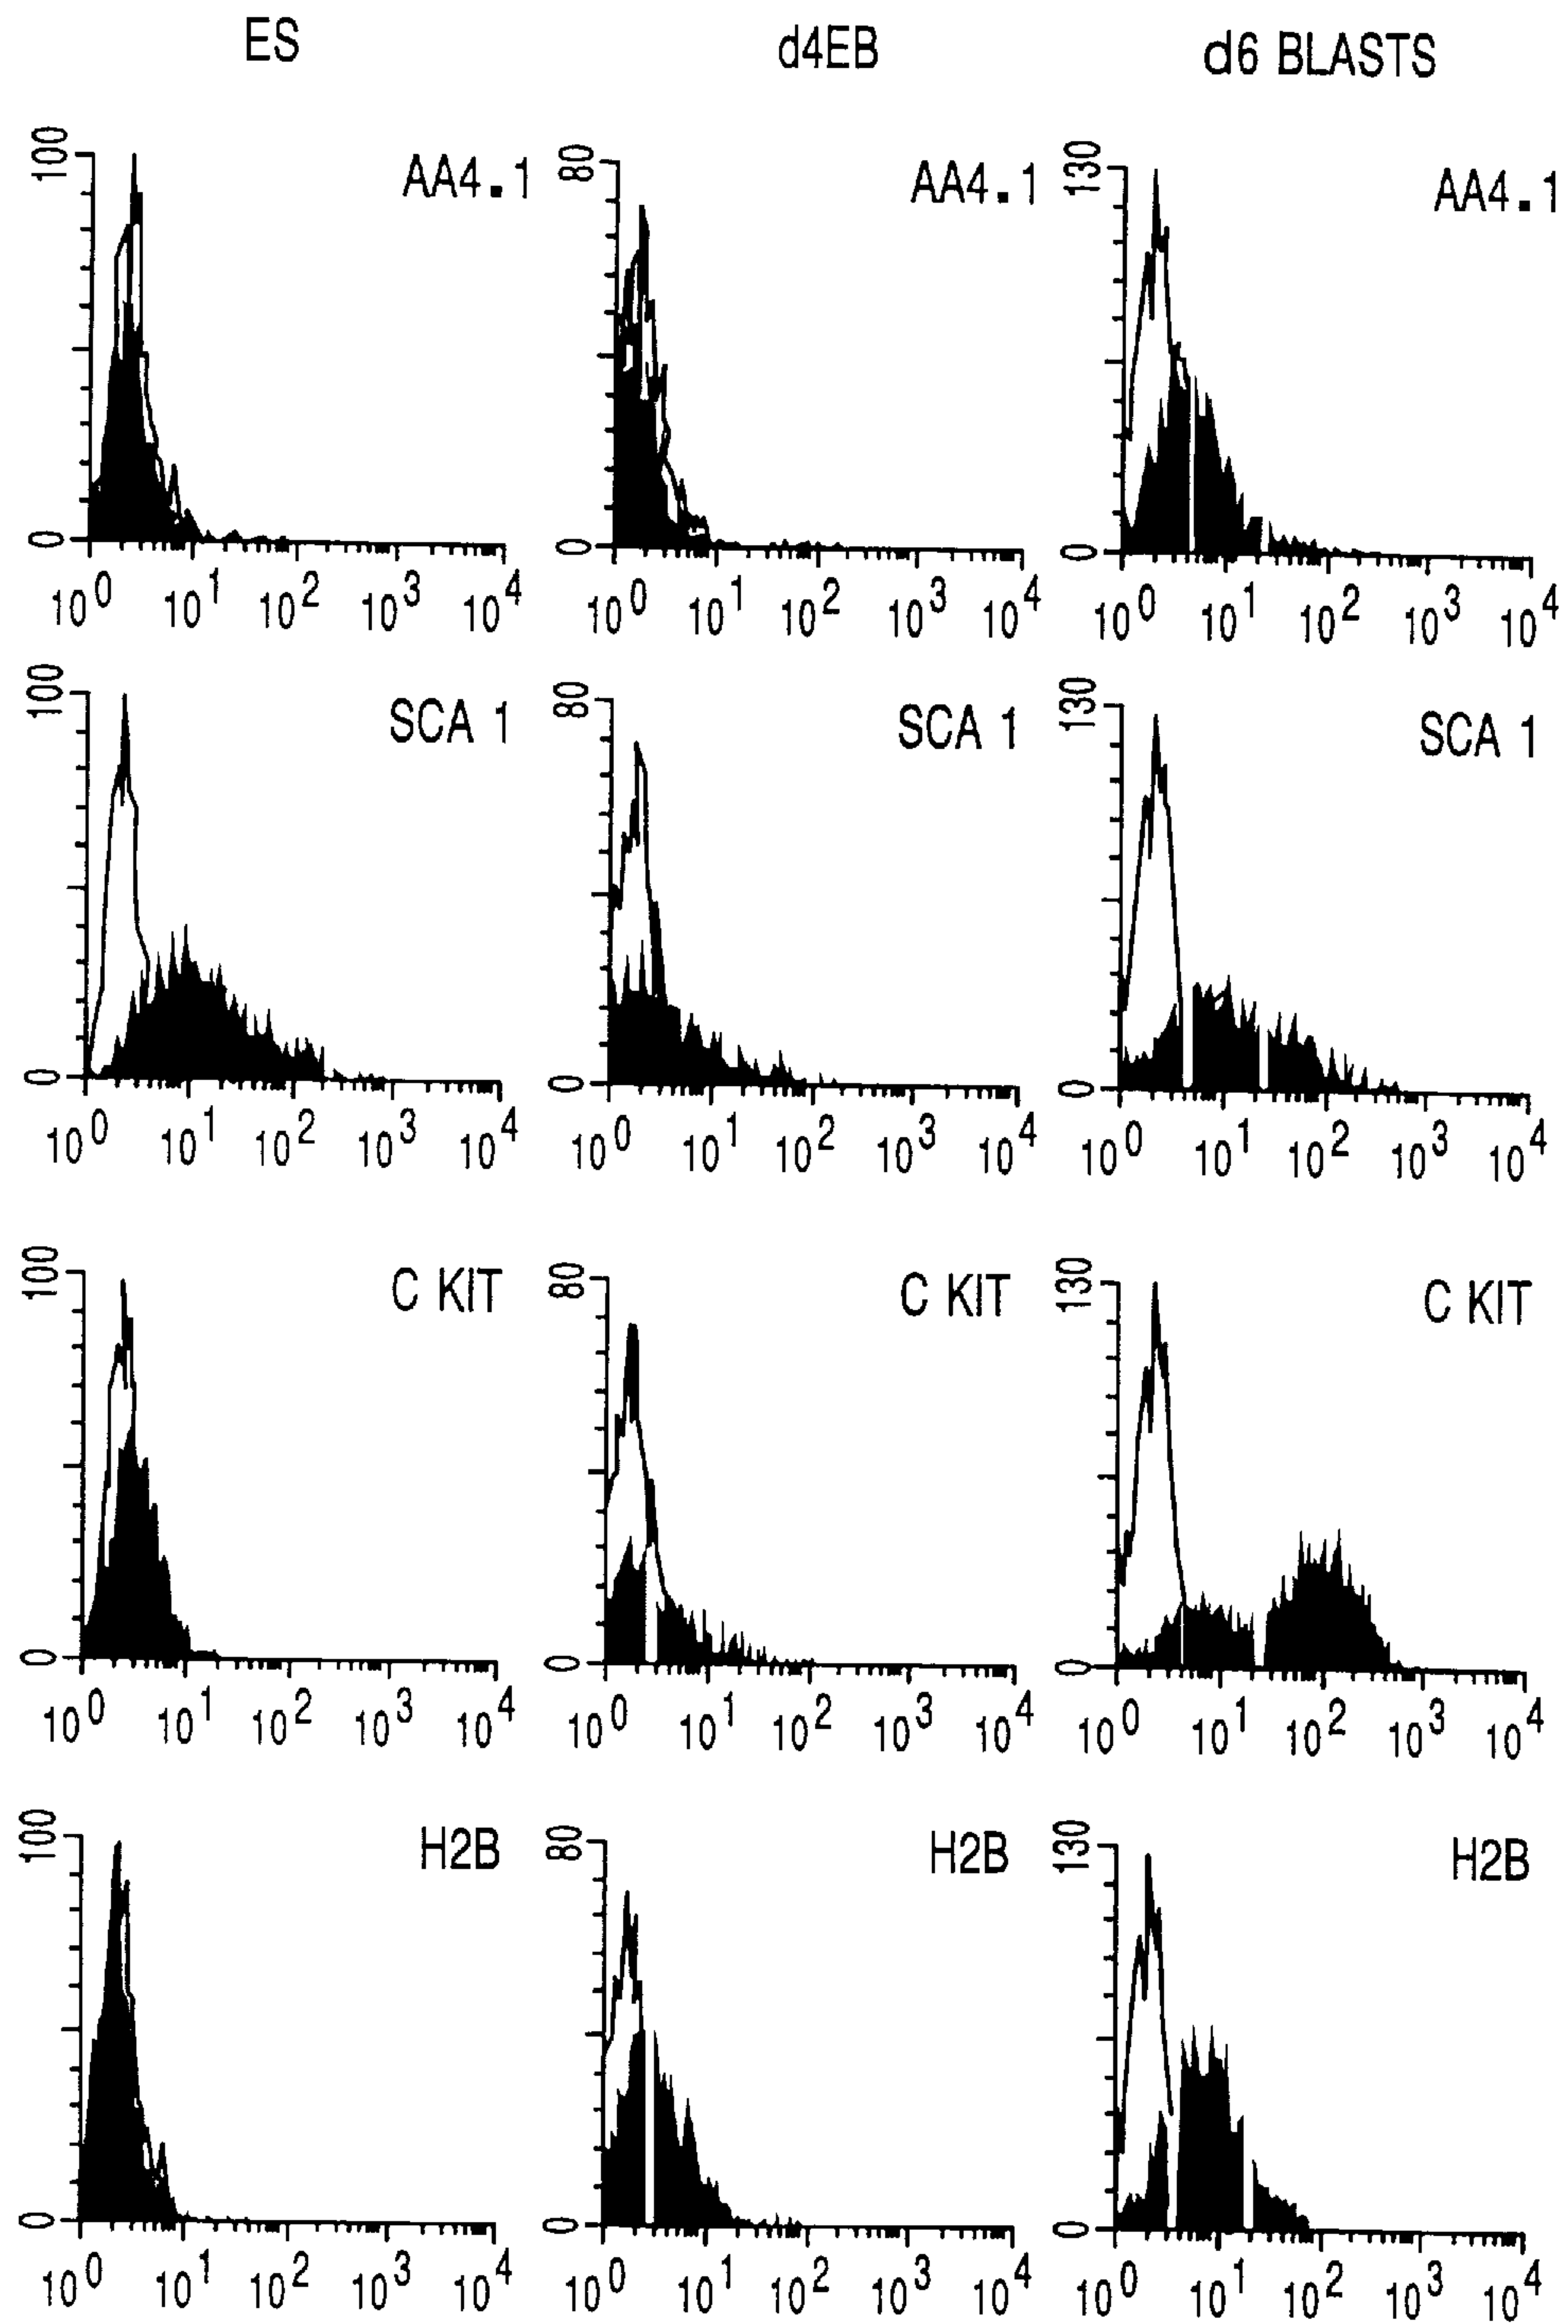 ES d4EB d6 BLASTS
100 AA4.1 80 AA4.1 130 AA4.1
0 0 0
10^0 10^1 10^2 10^3 10^4 10^0 10^1 10^2 10^3 10^4 10^0 10^1 10^2 10^3 10^4
100 SCA 1 80 SCA 1 130 SCA 1
0 0 0
10^0 10^1 10^2 10^3 10^4 10^0 10^1 10^2 10^3 10^4 10^0 10^1 10^2 10^3 10^4
100 C KIT 80 C KIT 130 C KIT
0 0 0
10^0 10^1 10^2 10^3 10^4 10^0 10^1 10^2 10^3 10^4 10^0 10^1 10^2 10^3 10^4
100 H2B 80 H2B 130 H2B
0 0 0
10^0 10^1 10^2 10^3 10^4 10^0 10^1 10^2 10^3 10^4 10^0 10^1 10^2 10^3 10^4